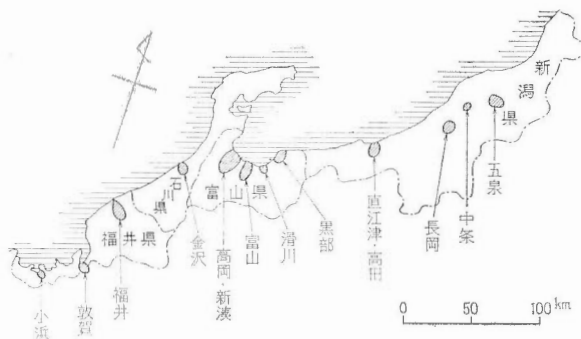 新潟県
五泉
中条
長岡
直江津・高田
黒部
滑川
富山
高岡・新湊
富山県
石川県
金沢
福井県
福井
敦賀
小浜
0 50 100 km